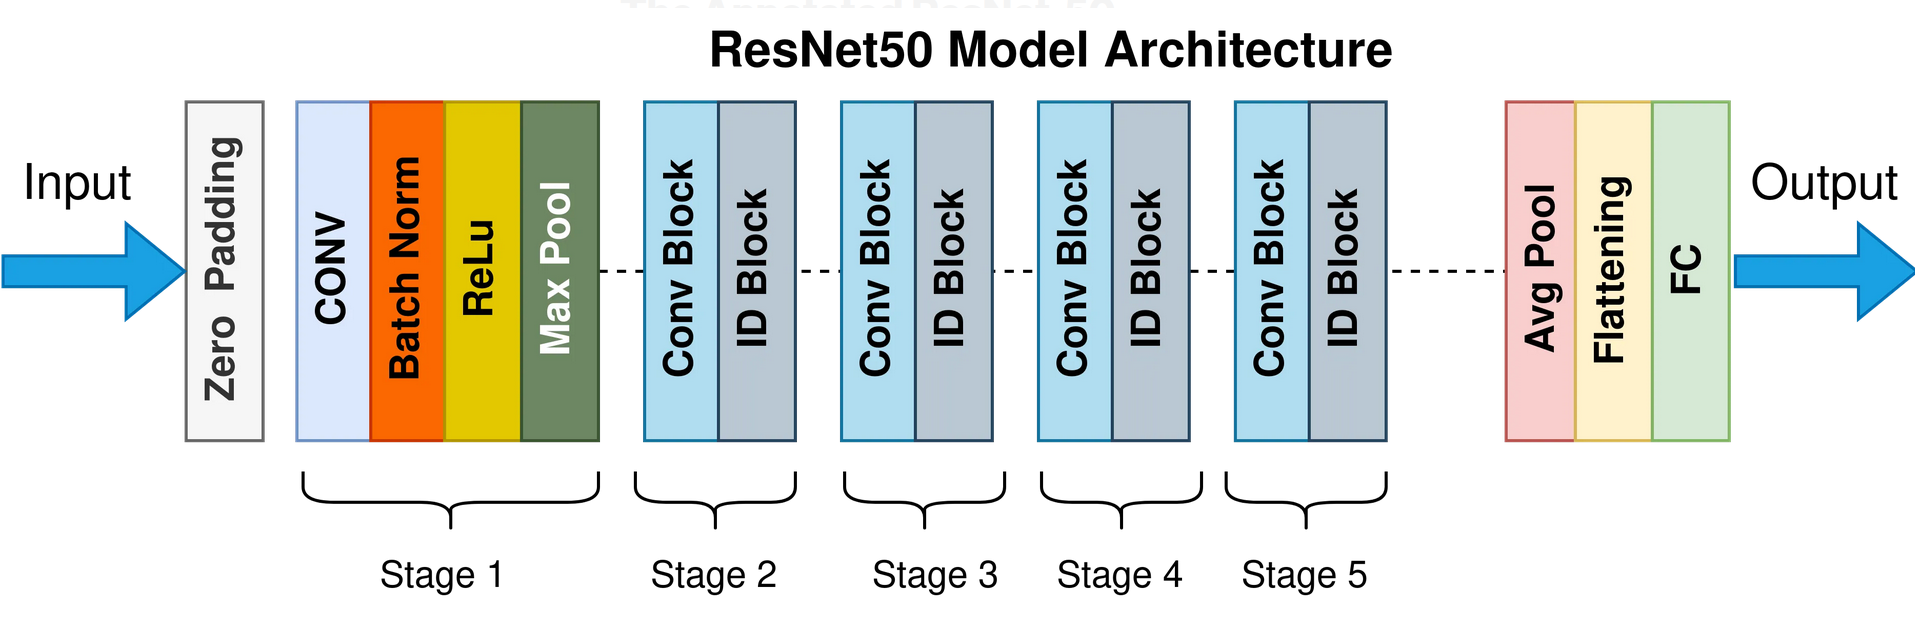 ResNet50 Model Architecture
Input
Zero Padding
CONV
Batch Norm
ReLu
Max Pool
Conv Block
ID Block
Conv Block
ID Block
Conv Block
ID Block
Conv Block
ID Block
Avg Pool
Flattening
FC
Output
Stage 1
Stage 2
Stage 3
Stage 4
Stage 5